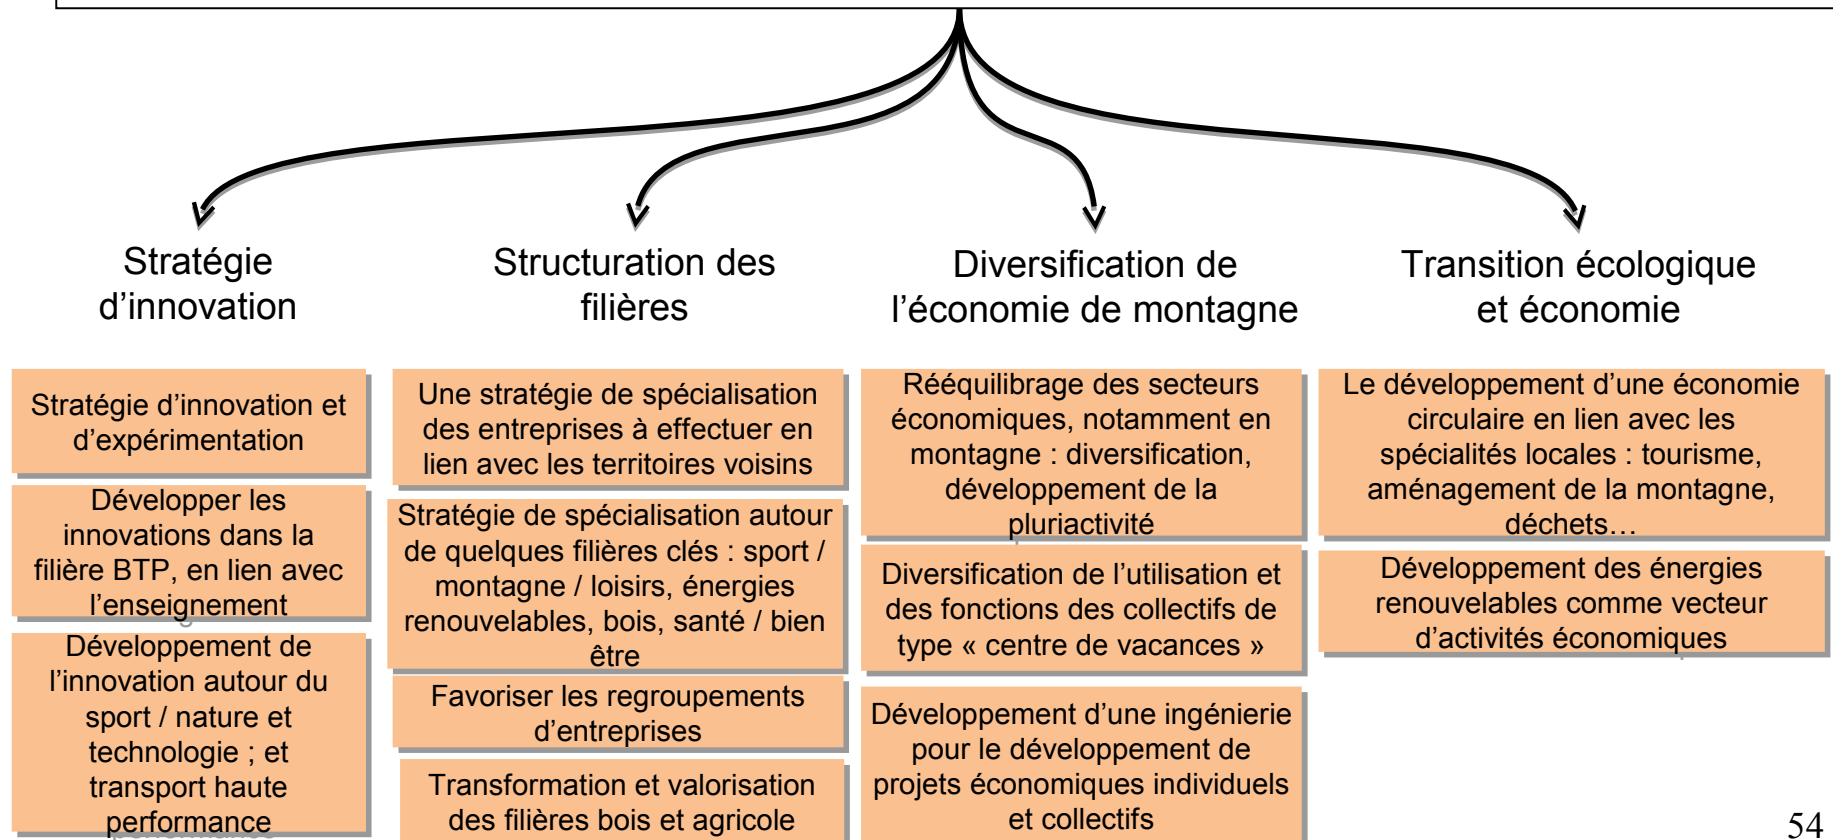 Stratégie
d’innovation
Structuration des
filières
Diversification de
l’économie de montagne
Transition écologique
et économie
Stratégie d’innovation et
d’expérimentation
Développer les
innovations dans la
filière BTP, en lien avec
l’enseignement
Développement de
l’innovation autour du
sport / nature et
technologie ; et
transport haute
performance
Une stratégie de spécialisation
des entreprises à effectuer en
lien avec les territoires voisins
Stratégie de spécialisation autour
de quelques filières clés : sport /
montagne / loisirs, énergies
renouvelables, bois, santé / bien
être
Favoriser les regroupements
d’entreprises
Transformation et valorisation
des filières bois et agricole
Rééquilibrage des secteurs
économiques, notamment en
montagne : diversification,
développement de la
pluriactivité
Diversification de l’utilisation et
des fonctions des collectifs de
type « centre de vacances »
Développement d’une ingénierie
pour le développement de
projets économiques individuels
et collectifs
Le développement d’une économie
circulaire en lien avec les
spécialités locales : tourisme,
aménagement de la montagne,
déchets…
Développement des énergies
renouvelables comme vecteur
d’activités économiques
54